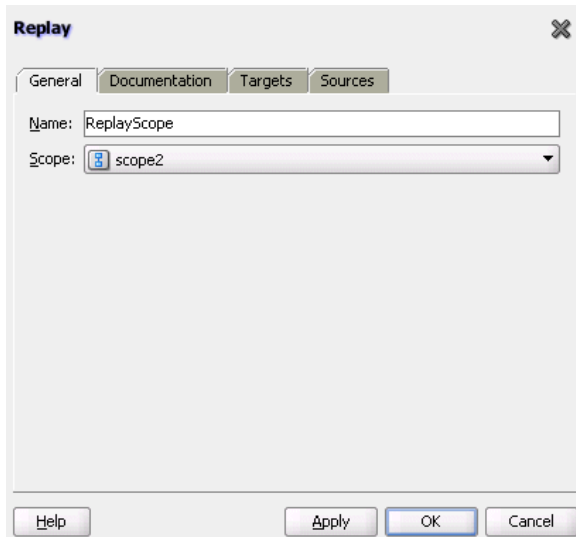 Replay
General Documentation Targets Sources
Name: ReplayScope
Scope: scope2
Help Apply OK Cancel